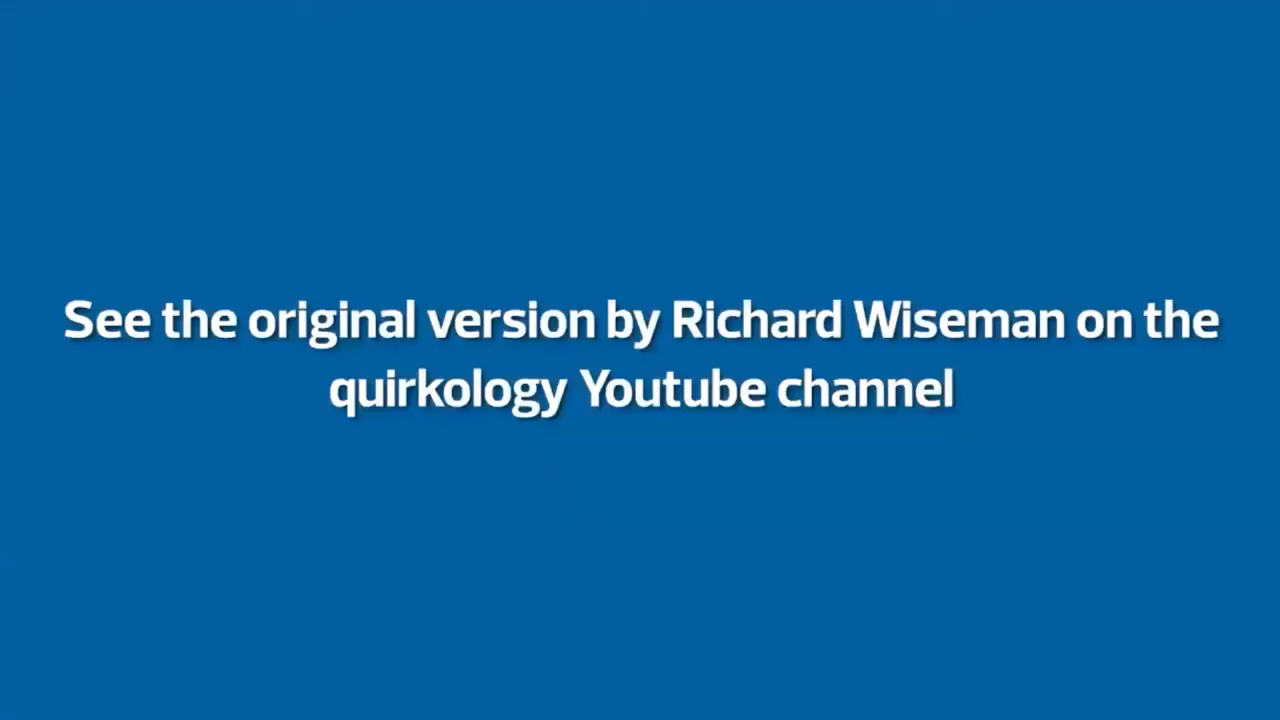 See the original version by Richard Wiseman on the
quirkology Youtube channel